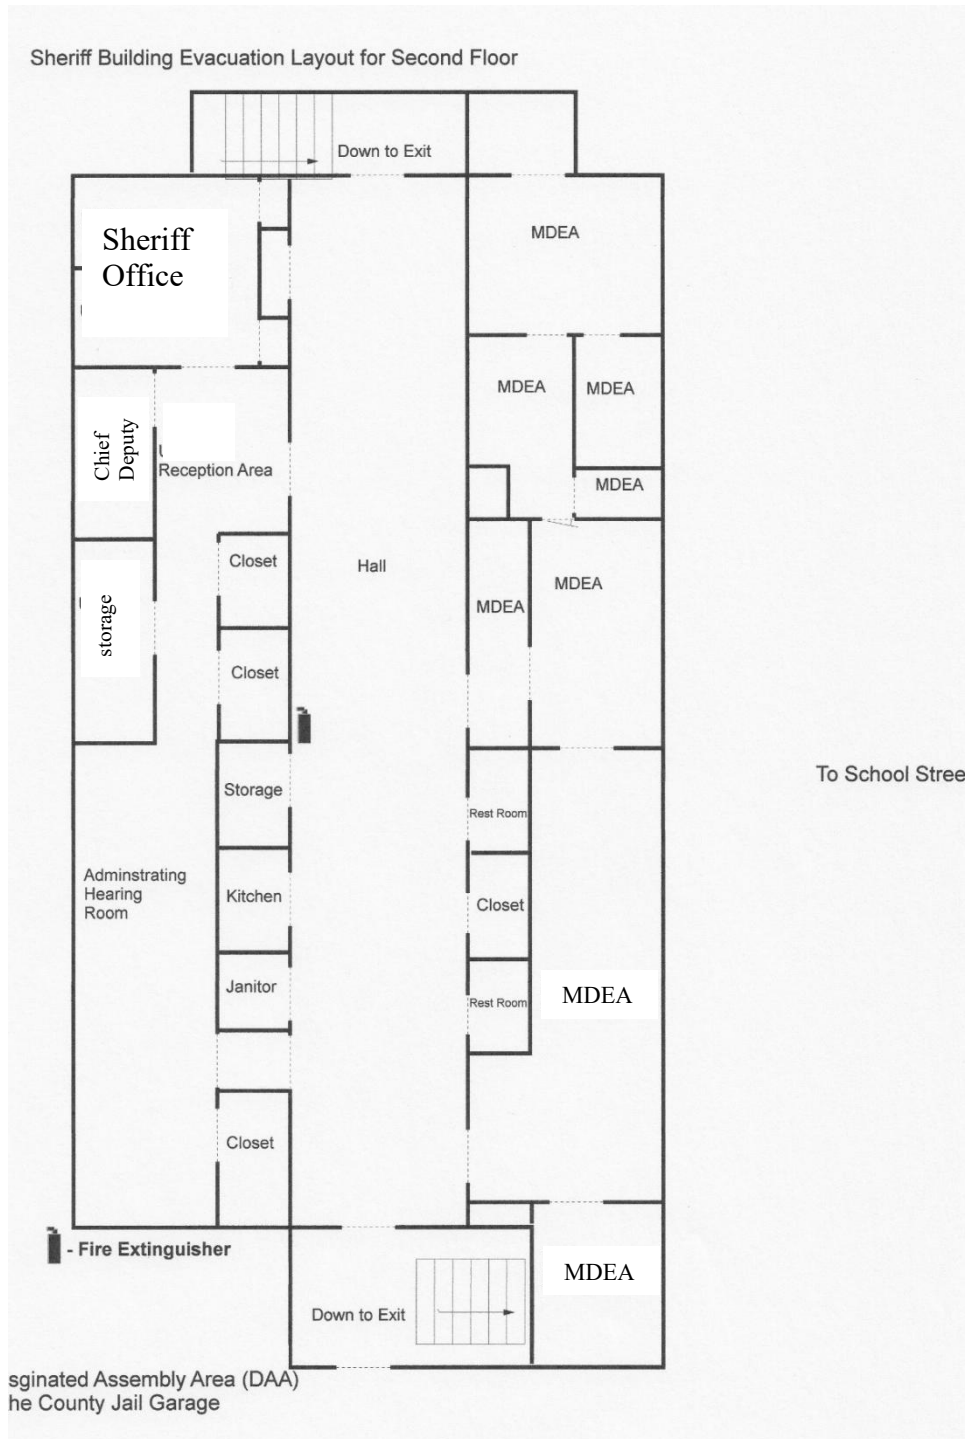 Sheriff Building Evacuation Layout for Second Floor
Down to Exit
MDEA
Sheriff
Office
MDEA
MDEA
Chief
Deputy
Reception Area
MDEA
Closet
Hall
MDEA
MDEA
storage
Closet
To School Stree
Storage
Rest Room
Adminstrating
Hearing
Room
Kitchen
Closet
Janitor
Rest Room
MDEA
Closet
- Fire Extinguisher
MDEA
Down to Exit
sginated Assembly Area (DAA)
he County Jail Garage